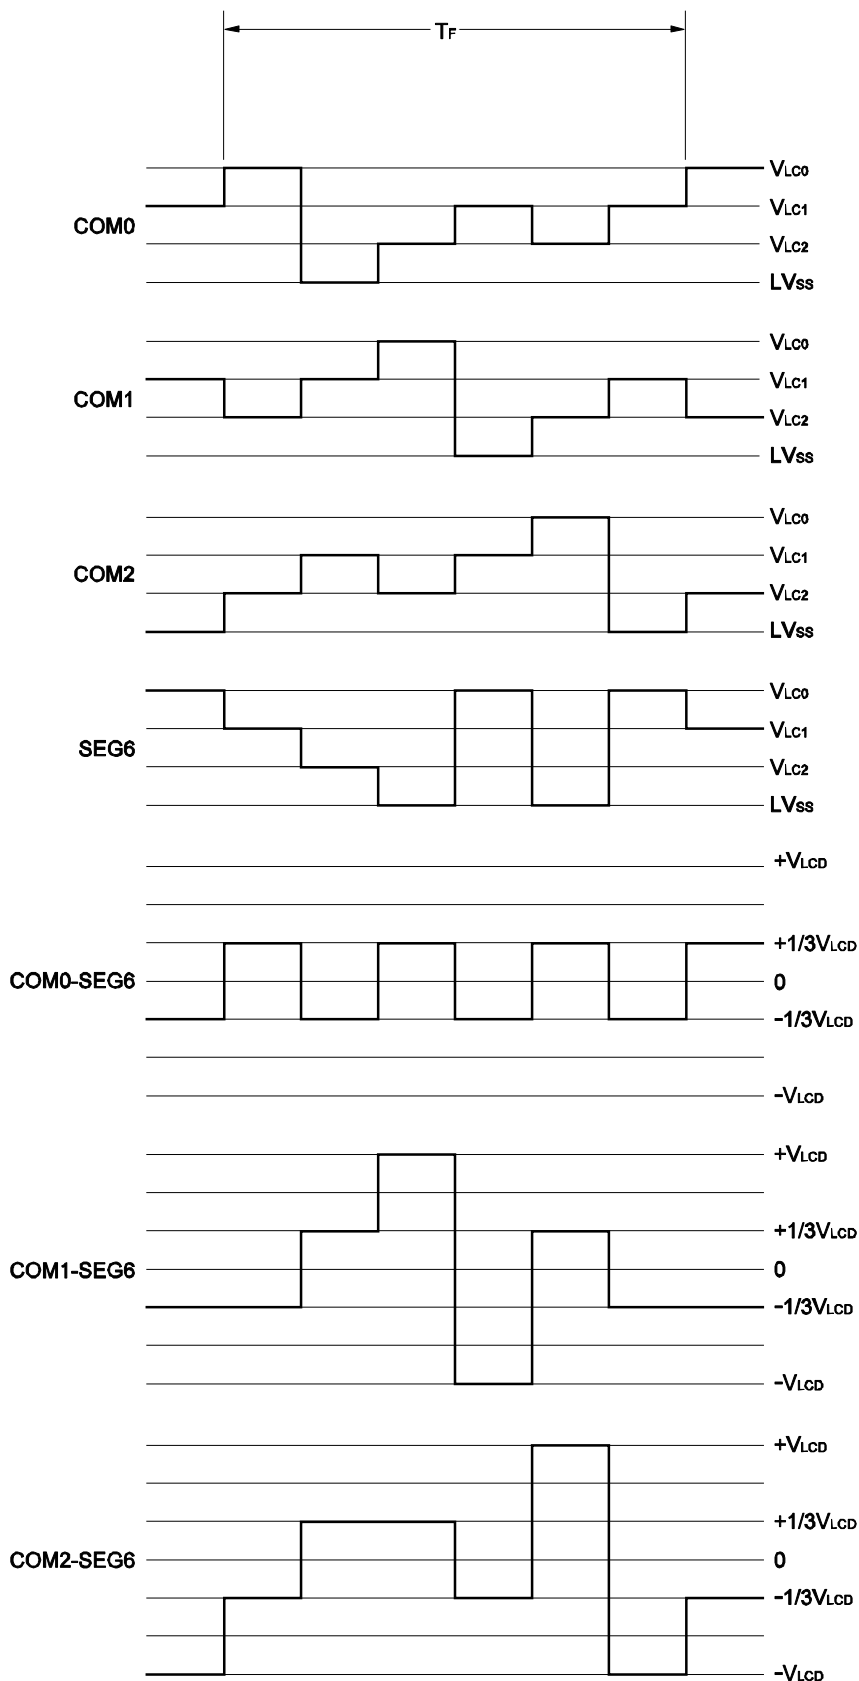 TF
VLC0
VLC1
COM0
VLC2
LVSS
VLC0
VLC1
COM1
VLC2
LVSS
VLC0
VLC1
COM2
VLC2
LVSS
VLC0
VLC1
SEG6
VLC2
LVSS
+VLCD
+1/3VLCD
COM0-SEG6
0
-1/3VLCD
-VLCD
+VLCD
+1/3VLCD
COM1-SEG6
0
-1/3VLCD
-VLCD
+VLCD
+1/3VLCD
COM2-SEG6
0
-1/3VLCD
-VLCD